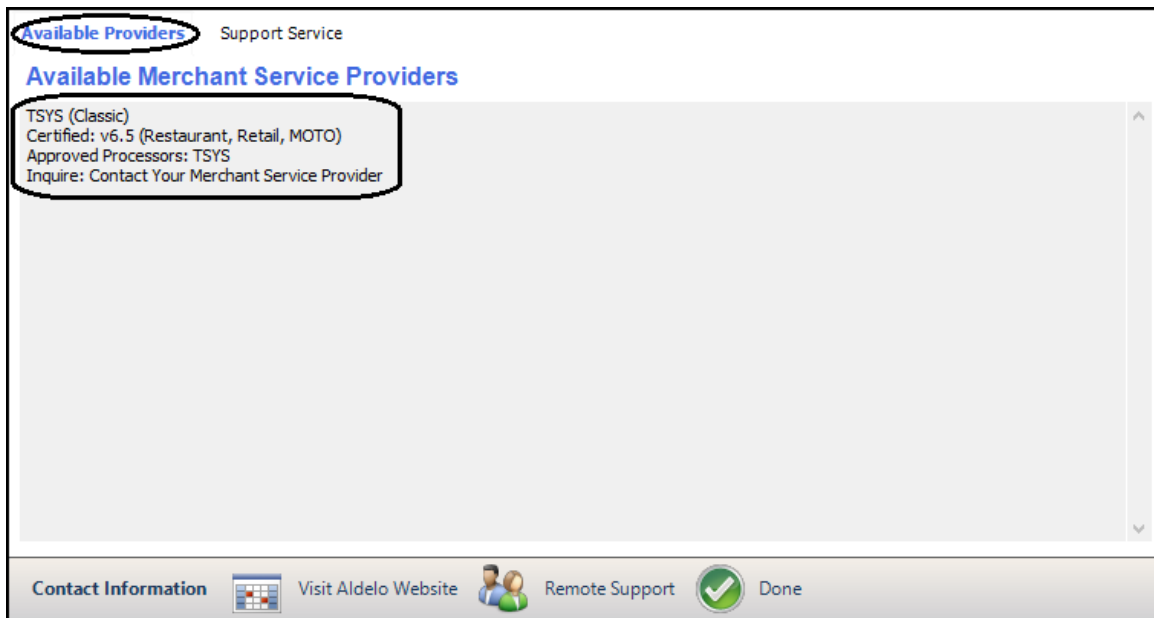 Available Providers Support Service
Available Merchant Service Providers
TSYS (Classic)
Certified: v6.5 (Restaurant, Retail, MOTO)
Approved Processors: TSYS
Inquire: Contact Your Merchant Service Provider
Contact Information Visit Aldelo Website Remote Support Done